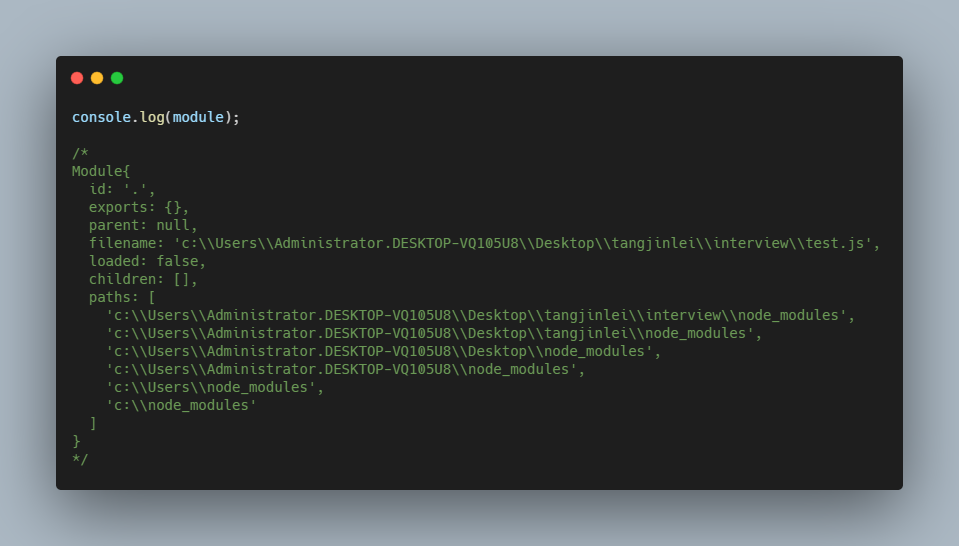 console.log(module);
/*
Module{
  id: '.',
  exports: {},
  parent: null,
  filename: 'c:\\Users\\Administrator.DESKTOP-VQ105U8\\Desktop\\tangjinlei\\interview\\test.js',
  loaded: false,
  children: [],
  paths: [
    'c:\\Users\\Administrator.DESKTOP-VQ105U8\\Desktop\\tangjinlei\\interview\\node_modules',
    'c:\\Users\\Administrator.DESKTOP-VQ105U8\\Desktop\\tangjinlei\\node_modules',
    'c:\\Users\\Administrator.DESKTOP-VQ105U8\\Desktop\\node_modules',
    'c:\\Users\\Administrator.DESKTOP-VQ105U8\\node_modules',
    'c:\\Users\\node_modules',
    'c:\\node_modules'
  ]
}
*/